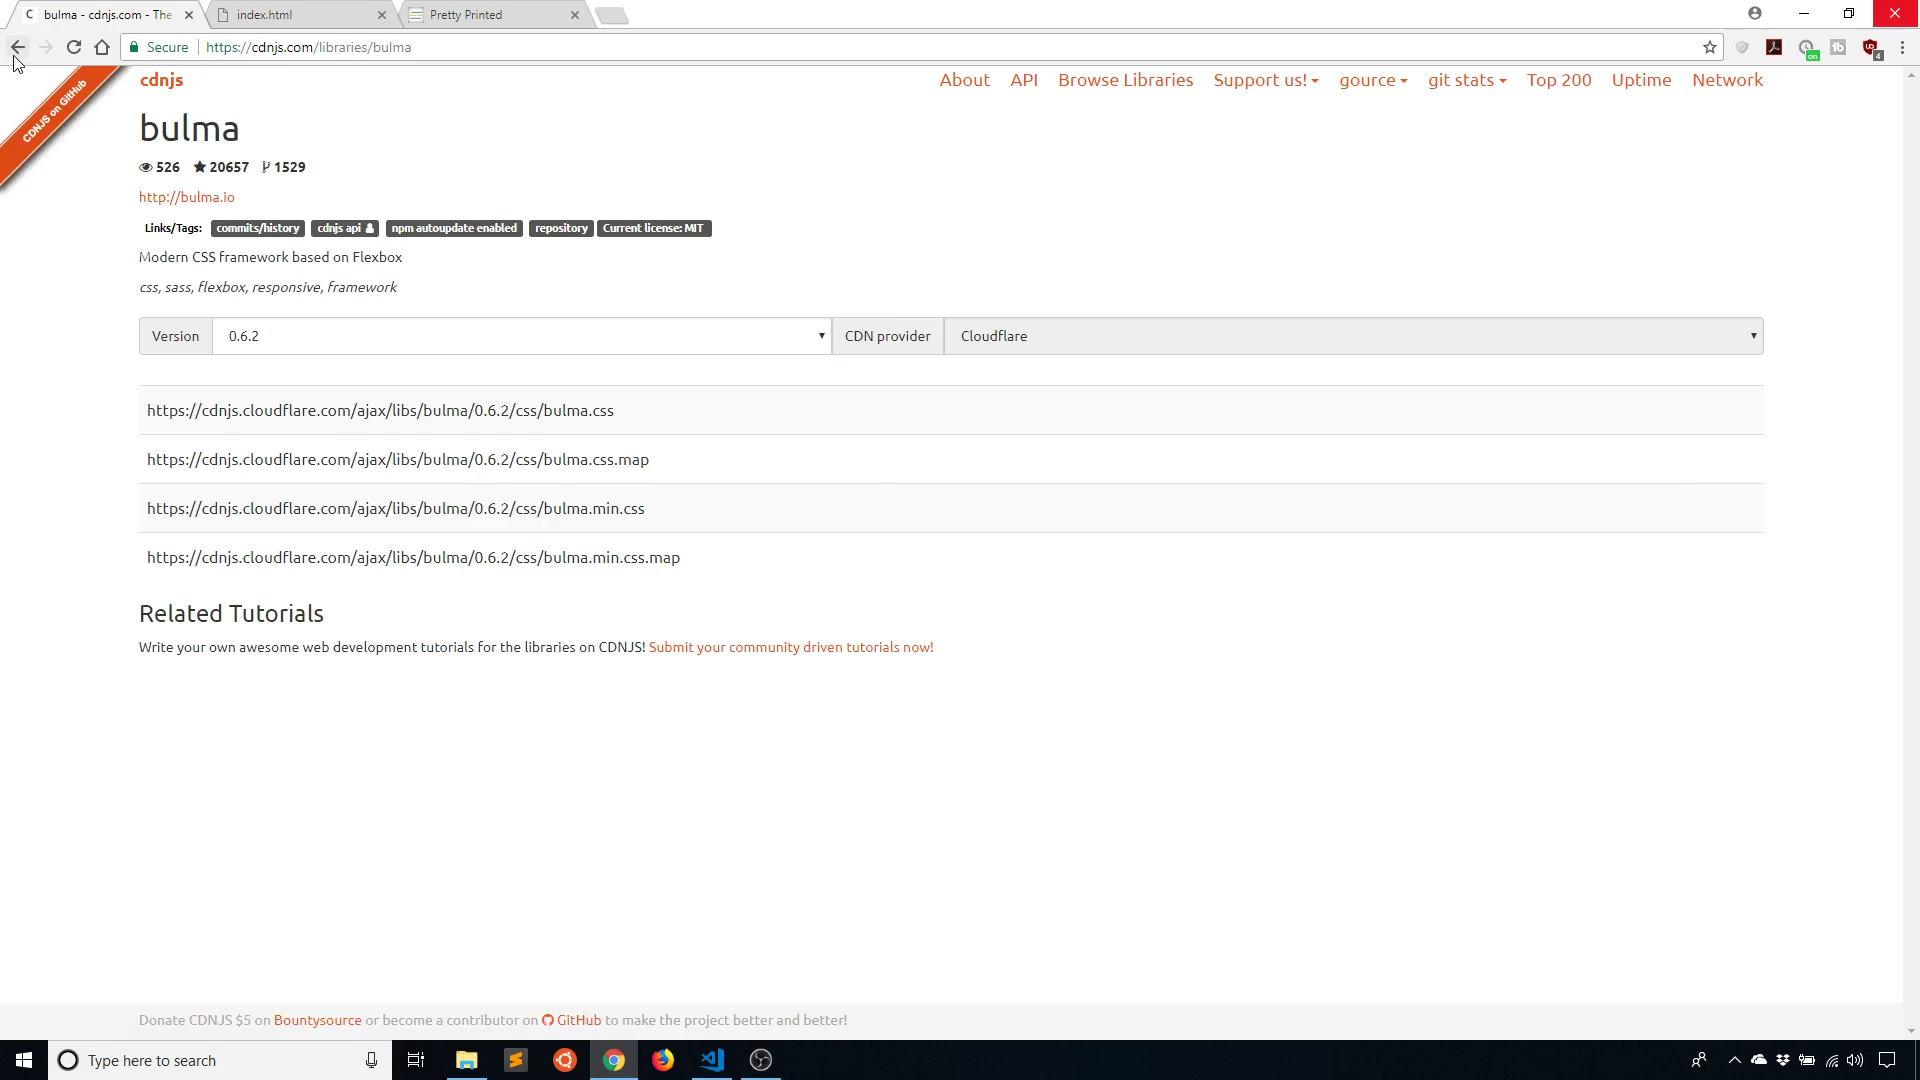 C bulma - cdnjs.com - The
index.html
Pretty Printed
Secure https://cdnjs.com/libraries/bulma
CDNJS on GitHub
cdnjs About API Browse Libraries Support us! gource git stats Top 200 Uptime Network
bulma
526 20657 1529
http://bulma.io
Links/Tags: commits/history cdnjs api npm autoupdate enabled repository Current license: MIT
Modern CSS framework based on Flexbox
css, sass, flexbox, responsive, framework
Version 0.6.2 CDN provider Cloudflare
https://cdnjs.cloudflare.com/ajax/libs/bulma/0.6.2/css/bulma.css
https://cdnjs.cloudflare.com/ajax/libs/bulma/0.6.2/css/bulma.css.map
https://cdnjs.cloudflare.com/ajax/libs/bulma/0.6.2/css/bulma.min.css
https://cdnjs.cloudflare.com/ajax/libs/bulma/0.6.2/css/bulma.min.css.map
Related Tutorials
Write your own awesome web development tutorials for the libraries on CDNJS! Submit your community driven tutorials now!
Donate CDNJS $5 on Bountysource or become a contributor on GitHub to make the project better and better!
Type here to search